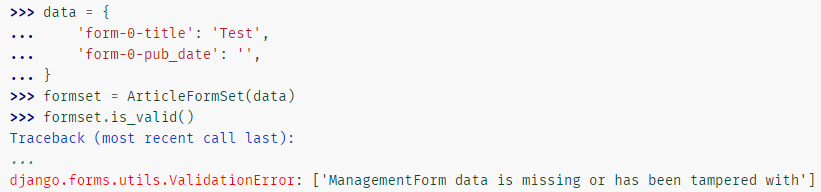 >>> data = {
...     'form-0-title': 'Test',
...     'form-0-pub_date': '',
... }
>>> formset = ArticleFormSet(data)
>>> formset.is_valid()
Traceback (most recent call last):
...
django.forms.utils.ValidationError: ['ManagementForm data is missing or has been tampered with']